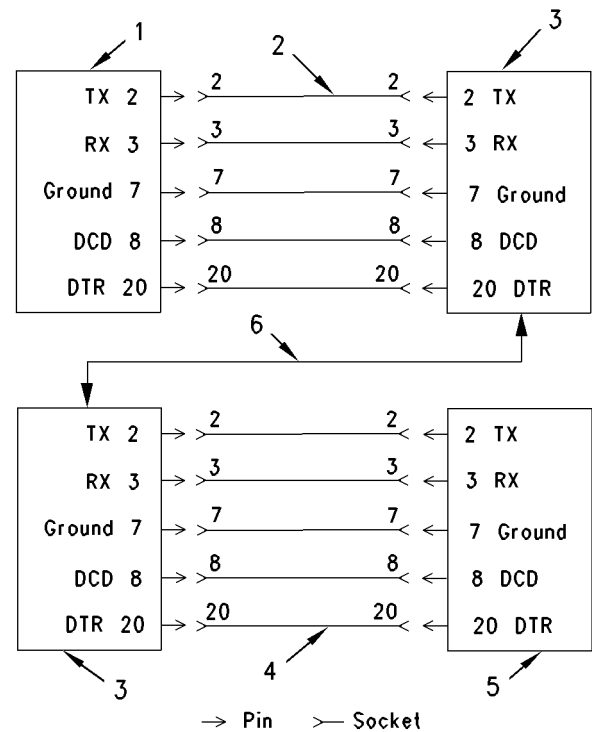 1 2 3
TX 2 2 2 2 TX
RX 3 3 3 3 RX
Ground 7 7 7 7 Ground
DCD 8 8 8 8 DCD
DTR 20 20 20 20 DTR
6
TX 2 2 2 2 TX
RX 3 3 3 3 RX
Ground 7 7 7 7 Ground
DCD 8 8 8 8 DCD
DTR 20 20 20 20 DTR
3 4 5
Pin Socket